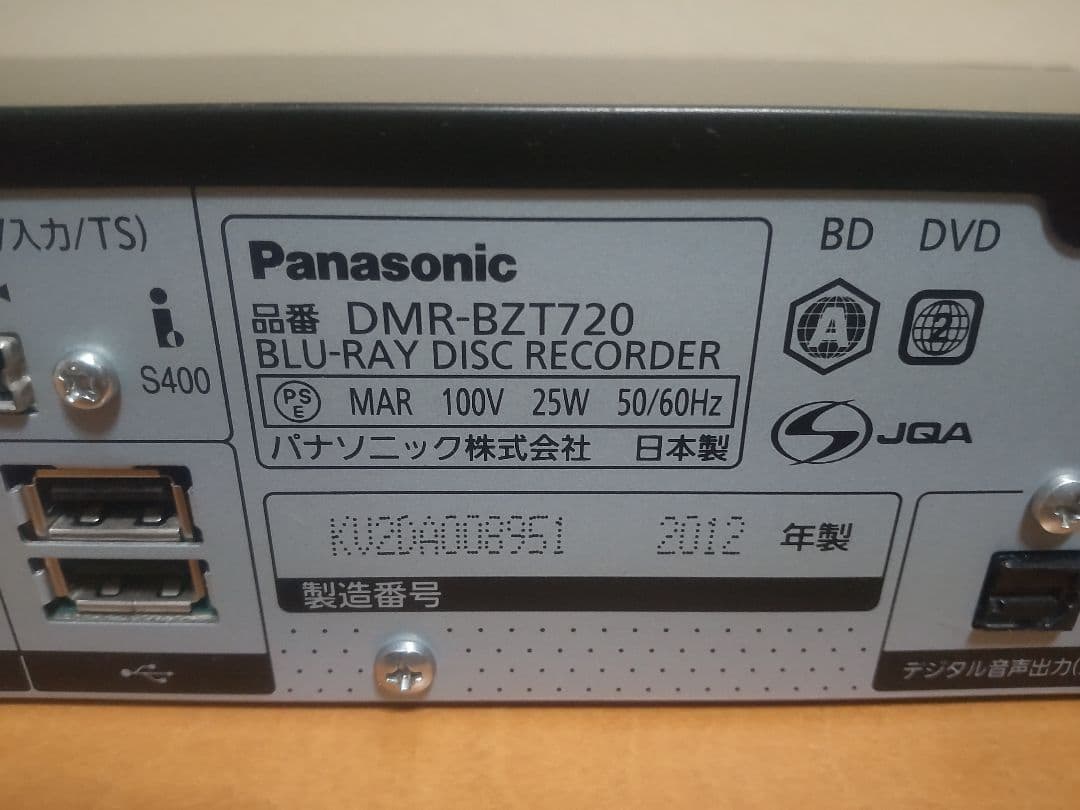 入力/TS)
S400
Panasonic
品番 DMR-BZT720
BLU-RAY DISC RECORDER
PS E MAR 100V 25W 50/60Hz
パナソニック株式会社 日本製
BD DVD
A 2
JQA
KV2DA008951 2012 年製
製造番号
デジタル音声出力(